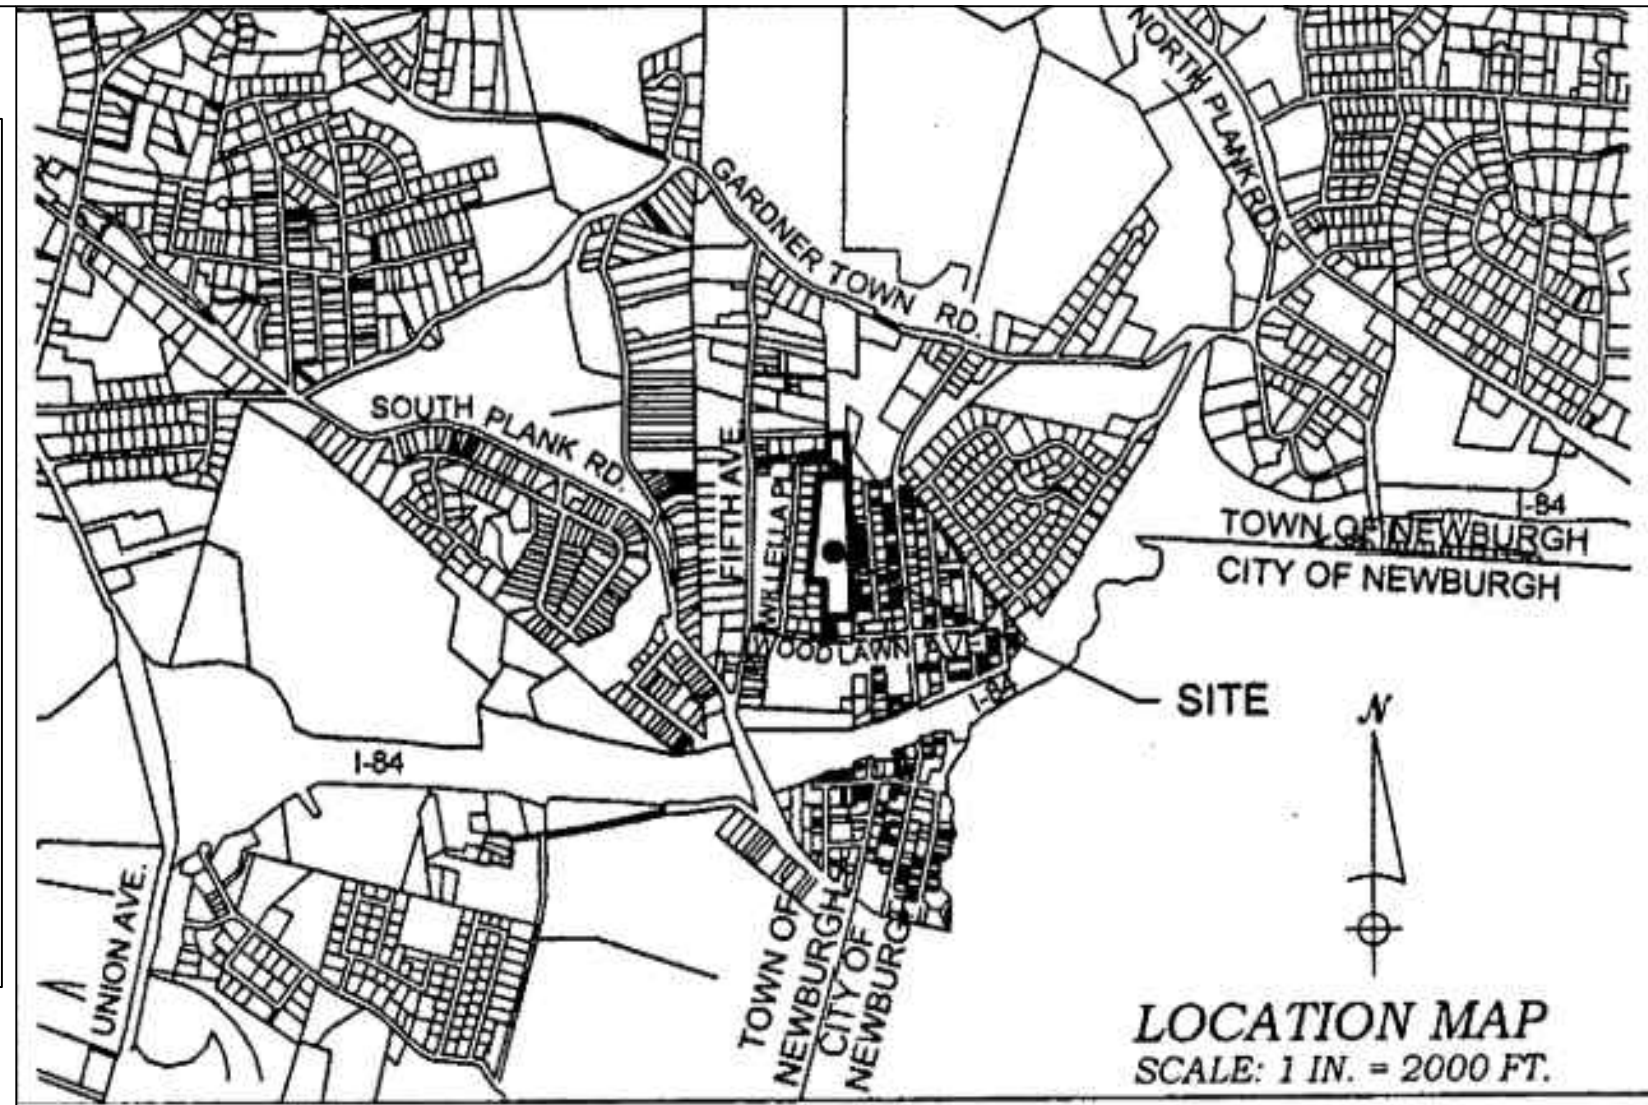 NORTH PLANK RD.
GARDNER TOWN RD.
SOUTH PLANK RD.
FIFTH AVE.
WILLELLA PL
WOODLAWN AVE
I-84
TOWN OF NEWBURGH
CITY OF NEWBURGH
I-84
SITE
I-84
N
UNION AVE.
TOWN OF
NEWBURGH
CITY OF
NEWBURGH
LOCATION MAP
SCALE: 1 IN. = 2000 FT.